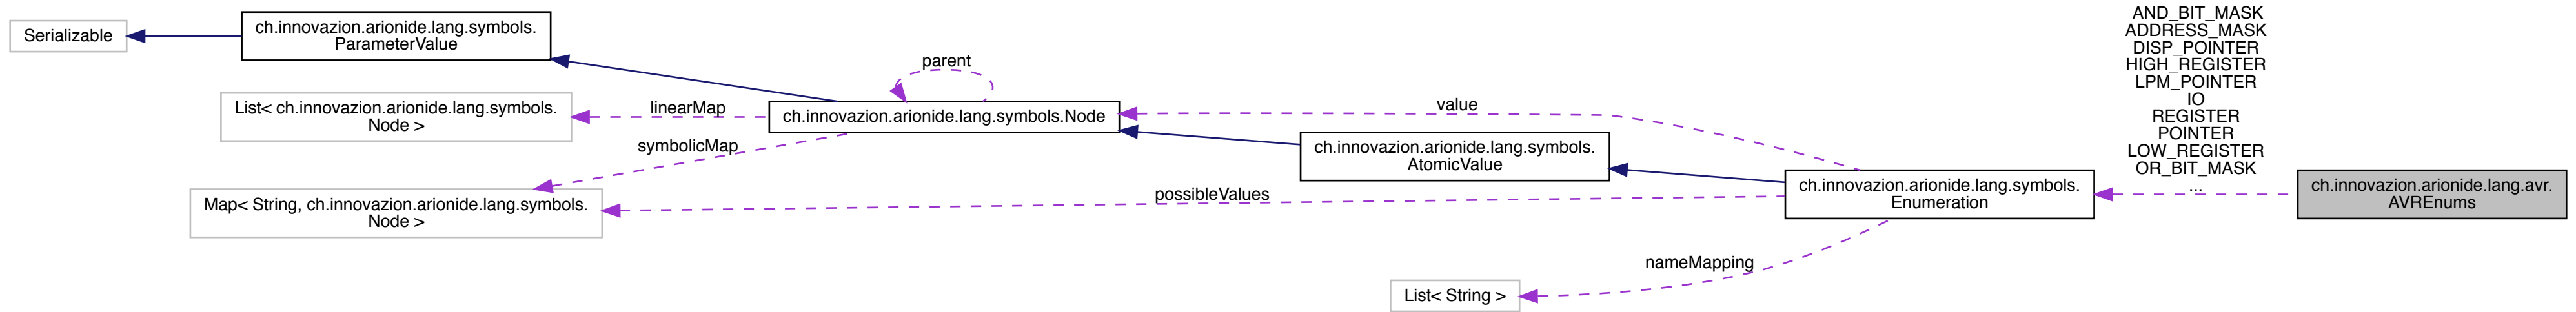 Serializable
ch.innovazion.arionide.lang.symbols.
ParameterValue
List< ch.innovazion.arionide.lang.symbols.
Node >
linearMap
symbolicMap
Map< String, ch.innovazion.arionide.lang.symbols.
Node >
parent
ch.innovazion.arionide.lang.symbols.Node
value
ch.innovazion.arionide.lang.symbols.
AtomicValue
possibleValues
ch.innovazion.arionide.lang.symbols.
Enumeration
nameMapping
List< String >
AND_BIT_MASK
ADDRESS_MASK
DISP_POINTER
HIGH_REGISTER
LPM_POINTER
IO
REGISTER
POINTER
LOW_REGISTER
OR_BIT_MASK
...
ch.innovazion.arionide.lang.avr.
AVREnums